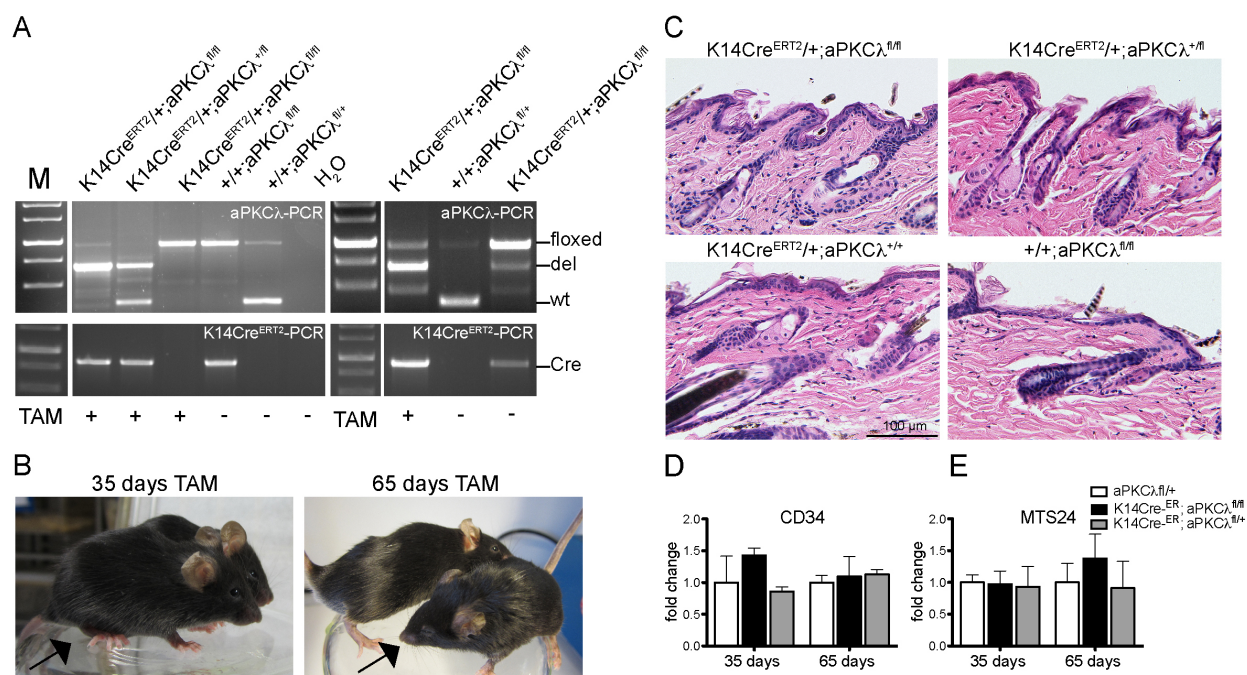 A
K14Cre^ERT2/+;aPKCλ^fl/fl
K14Cre^ERT2/+;aPKCλ^+/fl
K14Cre^ERT2/+;aPKCλ^fl/fl
+/+;aPKCλ^fl/fl
+/+;aPKCλ^fl/+
H₂O
K14Cre^ERT2/+;aPKCλ^fl/fl
+/+;aPKCλ^fl/+
K14Cre^ERT2/+;aPKCλ^fl/fl
M
aPKCλ-PCR
aPKCλ-PCR
floxed
del
wt
K14Cre^ERT2-PCR
K14Cre^ERT2-PCR
Cre
TAM + + + - - - TAM + - -
B
35 days TAM
65 days TAM
C
K14Cre^ERT2/+;aPKCλ^fl/fl
K14Cre^ERT2/+;aPKCλ^+/fl
K14Cre^ERT2/+;aPKCλ^+/+
+/+;aPKCλ^fl/fl
100 µm
D
CD34
fold change
2.0
1.5
1.0
0.5
0.0
35 days
65 days
E
aPKCλfl/+
K14Cre-^ER; aPKCλ^fl/fl
K14Cre-^ER; aPKCλ^fl/+
MTS24
fold change
2.0
1.5
1.0
0.5
0.0
35 days
65 days